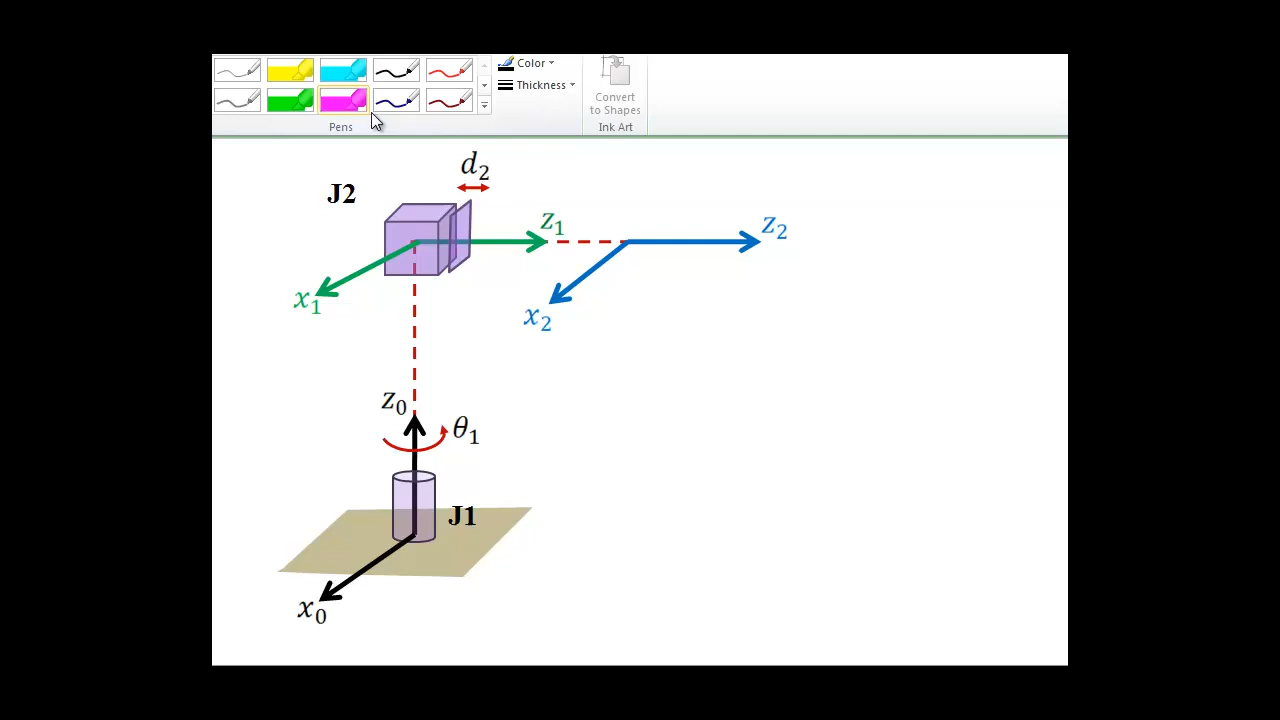 Color
Thickness
Convert
to Shapes
Pens
Ink Art
d₂
J2
z₁
z₂
x₁
x₂
z₀
θ₁
J1
x₀